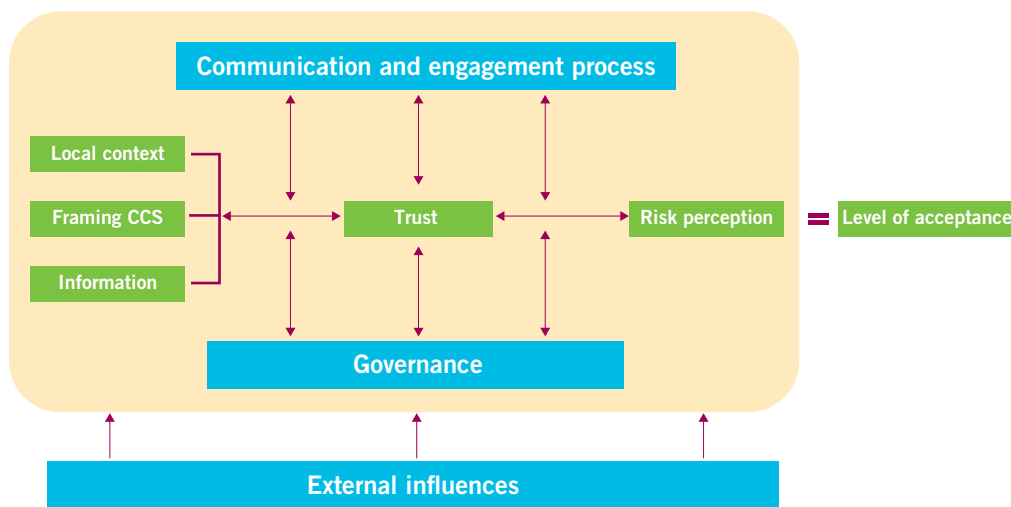 Communication and engagement process
Local context
Framing CCS
Trust
Risk perception
=
Level of acceptance
Information
Governance
External influences